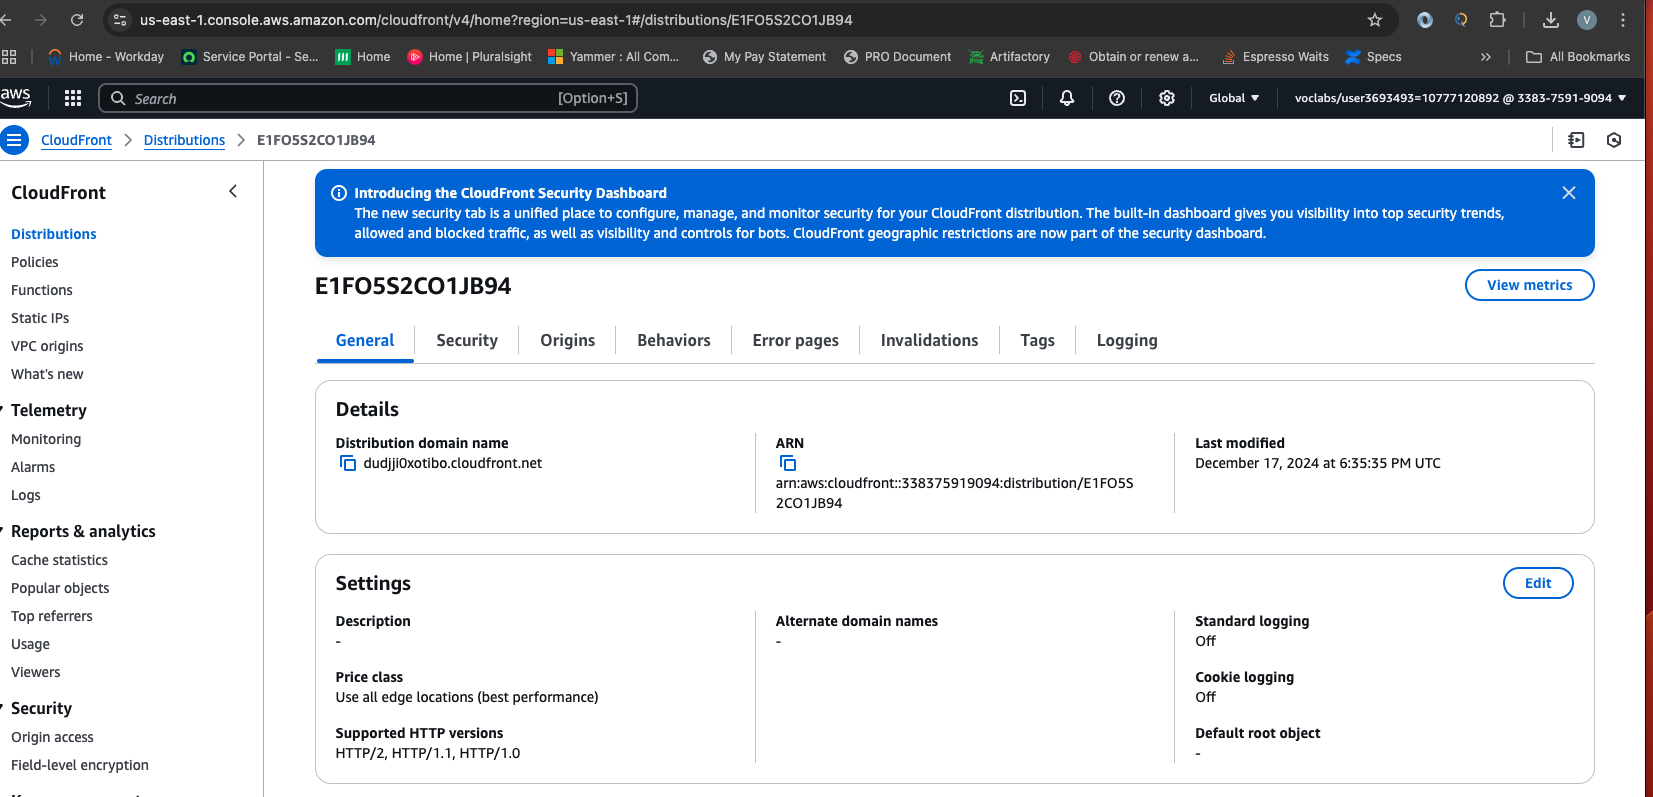 us-east-1.console.aws.amazon.com/cloudfront/v4/home?region=us-east-1#/distributions/E1FO5S2CO1JB94
V
Home - Workday
Service Portal - Se...
Home
Home | Pluralsight
Yammer : All Com...
My Pay Statement
PRO Document
Artifactory
Obtain or renew a...
Espresso Waits
Specs
»
All Bookmarks
aws
Search
[Option+S]
Global
voclabs/user3693493=10777120892 @ 3383-7591-9094
CloudFront
Distributions
E1FO5S2CO1JB94
CloudFront
Distributions
Policies
Functions
Static IPs
VPC origins
What's new
Telemetry
Monitoring
Alarms
Logs
Reports & analytics
Cache statistics
Popular objects
Top referrers
Usage
Viewers
Security
Origin access
Field-level encryption
Introducing the CloudFront Security Dashboard
The new security tab is a unified place to configure, manage, and monitor security for your CloudFront distribution. The built-in dashboard gives you visibility into top security trends,
allowed and blocked traffic, as well as visibility and controls for bots. CloudFront geographic restrictions are now part of the security dashboard.
E1FO5S2CO1JB94
View metrics
General
Security
Origins
Behaviors
Error pages
Invalidations
Tags
Logging
Details
Distribution domain name
dudjji0xotibo.cloudfront.net
ARN
arn:aws:cloudfront::338375919094:distribution/E1FO5S
2CO1JB94
Last modified
December 17, 2024 at 6:35:35 PM UTC
Settings
Edit
Description
-
Price class
Use all edge locations (best performance)
Supported HTTP versions
HTTP/2, HTTP/1.1, HTTP/1.0
Alternate domain names
-
Standard logging
Off
Cookie logging
Off
Default root object
-